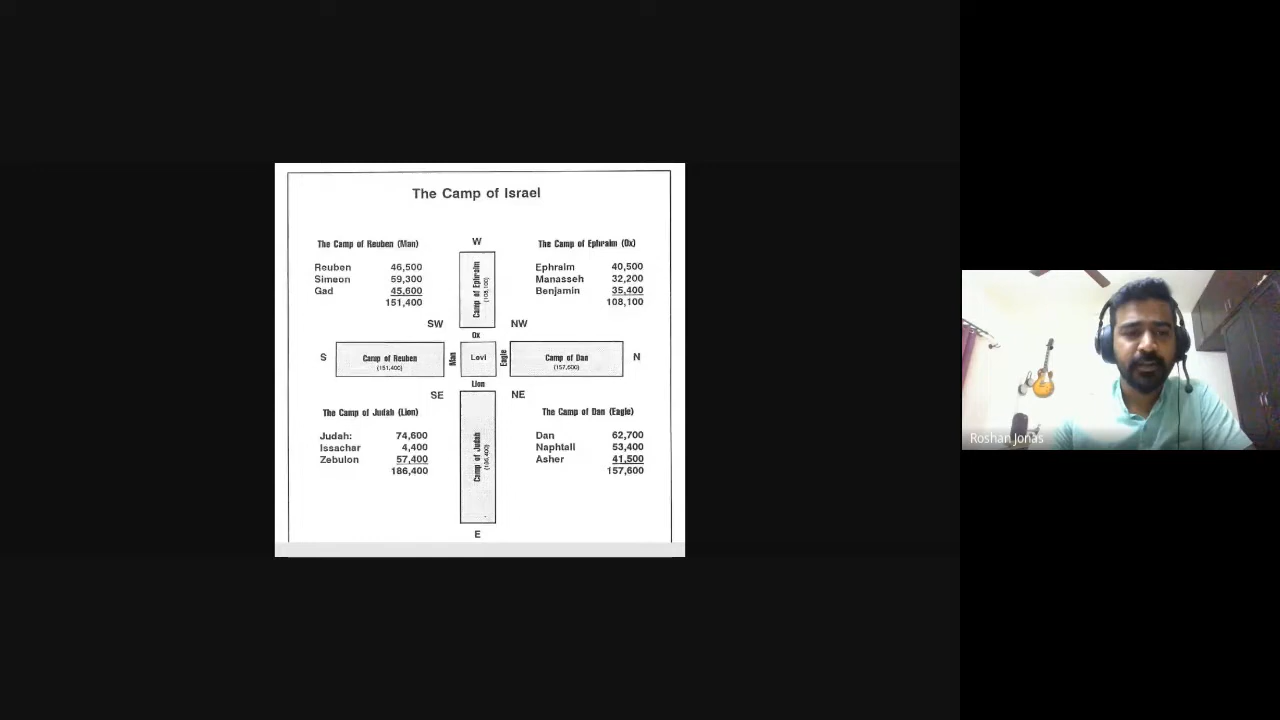 The Camp of Israel
W
The Camp of Reuben (Man)
Reuben 46,500
Simeon 59,300
Gad 45,600
151,400
The Camp of Ephraim (Ox)
Ephraim 40,500
Manasseh 32,200
Benjamin 35,400
108,100
Camp of Ephraim
(108,100)
SW
NW
Ox
S
Camp of Reuben
(151,400)
Man
Levi
Eagle
Camp of Dan
(157,600)
N
Lion
SE
NE
The Camp of Judah (Lion)
Judah: 74,600
Issachar 4,400
Zebulon 57,400
186,400
Camp of Judah
(186,400)
The Camp of Dan (Eagle)
Dan 62,700
Naphtali 53,400
Asher 41,500
157,600
E
Roshan Jonas